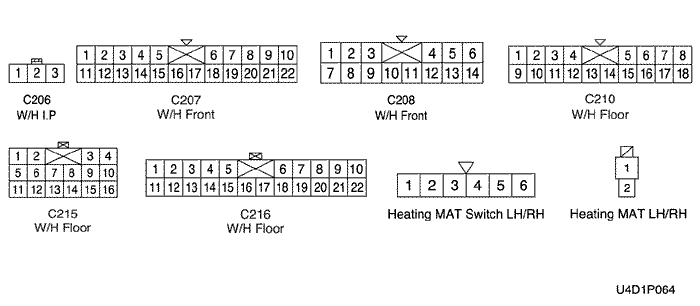 1 2 3
C206
W/H I.P
1 2 3 4 5 6 7 8 9 10
11 12 13 14 15 16 17 18 19 20 21 22
C207
W/H Front
1 2 3 4 5 6
7 8 9 10 11 12 13 14
C208
W/H Front
1 2 3 4 5 6 7 8
9 10 11 12 13 14 15 16 17 18
C210
W/H Floor
1 2 3 4
5 6 7 8 9 10
11 12 13 14 15 16
C215
W/H Floor
1 2 3 4 5 6 7 8 9 10
11 12 13 14 15 16 17 18 19 20 21 22
C216
W/H Floor
1 2 3 4 5 6
Heating MAT Switch LH/RH
1
2
Heating MAT LH/RH
U4D1P064